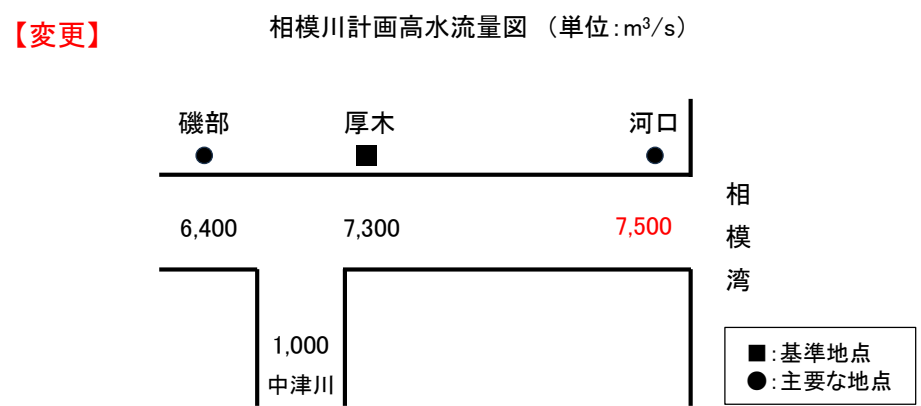 【変更】
相模川計画高水流量図 （単位：m³/s）
磯部
厚木
河口
6,400
7,300
7,500
相模湾
1,000
中津川
■：基準地点
●：主要な地点